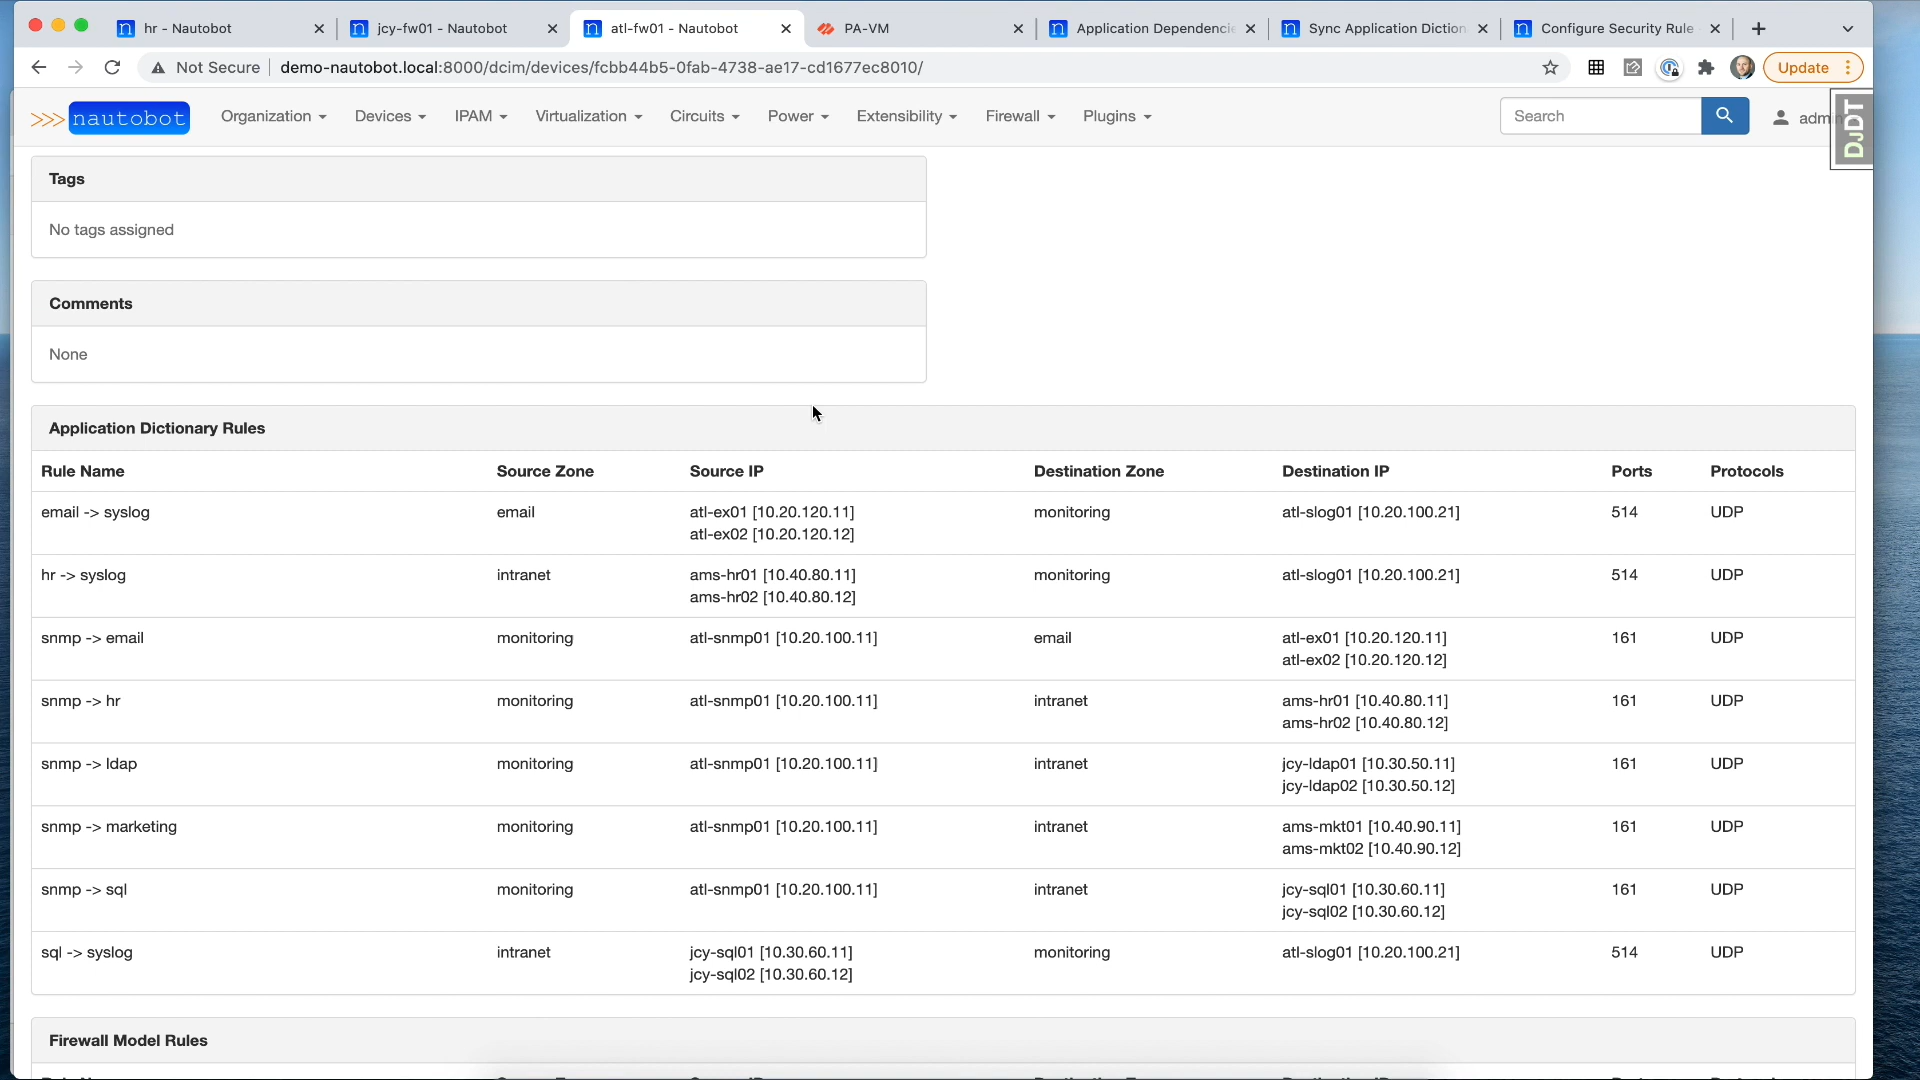 hr - Nautobot
jcy-fw01 - Nautobot
atl-fw01 - Nautobot
PA-VM
Application Dependencie
Sync Application Diction
Configure Security Rule
Not Secure
demo-nautobot.local:8000/dcim/devices/fcbb44b5-0fab-4738-ae17-cd1677ec8010/
Update
>>> nautobot
Organization
Devices
IPAM
Virtualization
Circuits
Power
Extensibility
Firewall
Plugins
Search
admin
DJDT
Tags
No tags assigned
Comments
None
Application Dictionary Rules
Rule Name Source Zone Source IP Destination Zone Destination IP Ports Protocols
email -> syslog email atl-ex01 [10.20.120.11] monitoring atl-slog01 [10.20.100.21] 514 UDP
atl-ex02 [10.20.120.12]
hr -> syslog intranet ams-hr01 [10.40.80.11] monitoring atl-slog01 [10.20.100.21] 514 UDP
ams-hr02 [10.40.80.12]
snmp -> email monitoring atl-snmp01 [10.20.100.11] email atl-ex01 [10.20.120.11] 161 UDP
atl-ex02 [10.20.120.12]
snmp -> hr monitoring atl-snmp01 [10.20.100.11] intranet ams-hr01 [10.40.80.11] 161 UDP
ams-hr02 [10.40.80.12]
snmp -> ldap monitoring atl-snmp01 [10.20.100.11] intranet jcy-ldap01 [10.30.50.11] 161 UDP
jcy-ldap02 [10.30.50.12]
snmp -> marketing monitoring atl-snmp01 [10.20.100.11] intranet ams-mkt01 [10.40.90.11] 161 UDP
ams-mkt02 [10.40.90.12]
snmp -> sql monitoring atl-snmp01 [10.20.100.11] intranet jcy-sql01 [10.30.60.11] 161 UDP
jcy-sql02 [10.30.60.12]
sql -> syslog intranet jcy-sql01 [10.30.60.11] monitoring atl-slog01 [10.20.100.21] 514 UDP
jcy-sql02 [10.30.60.12]
Firewall Model Rules